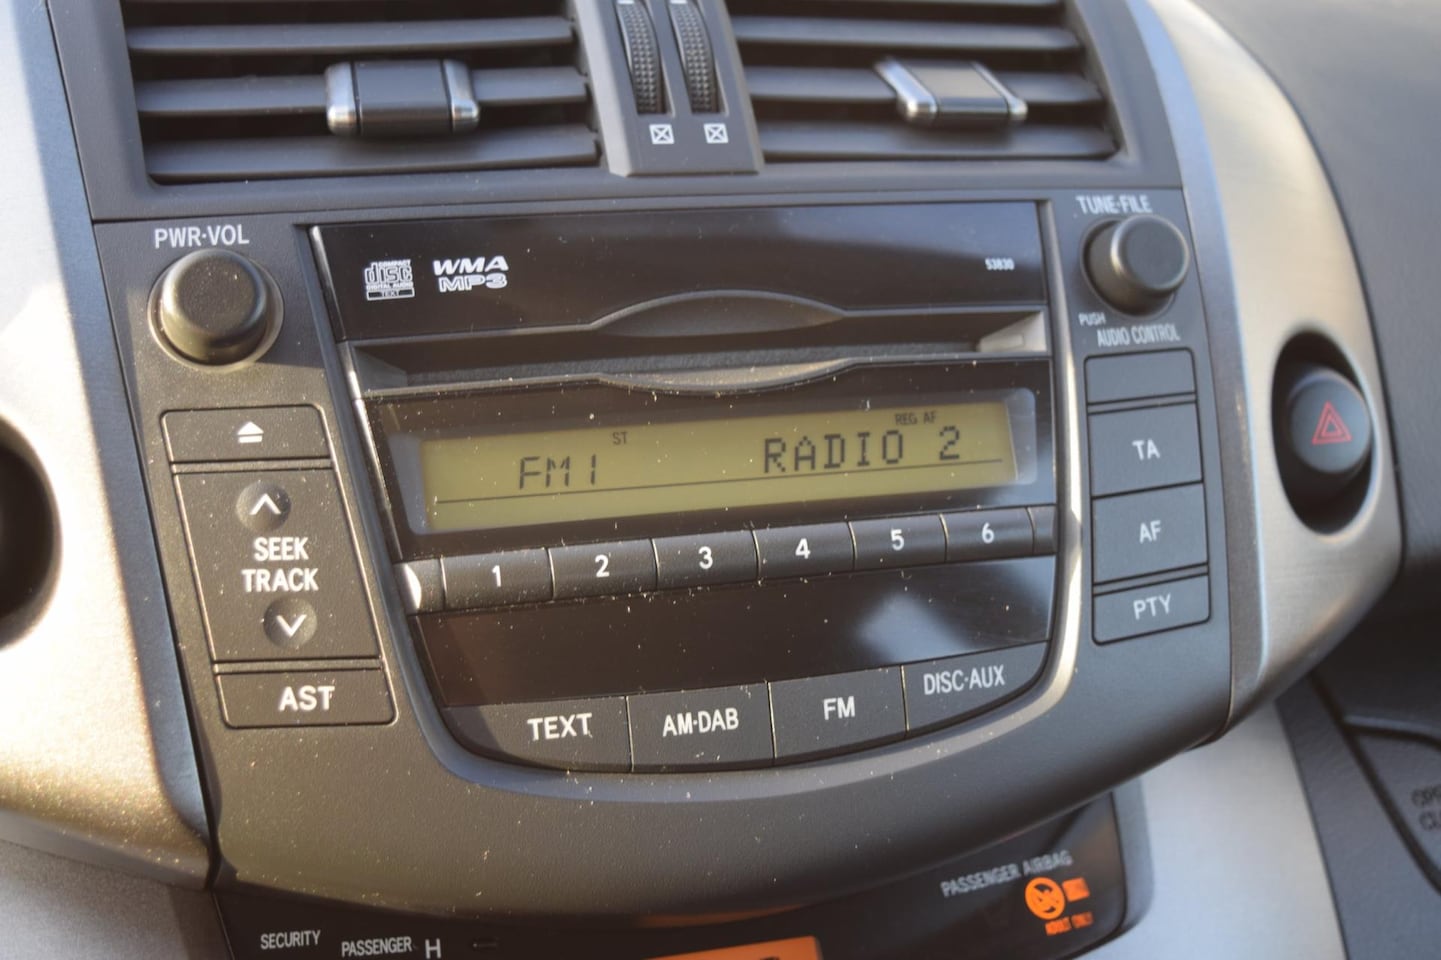 PWR·VOL
TUNE·FILE
COMPACT
disc
DIGITAL AUDIO
TEXT
WMA
MP3
53830
PUSH
AUDIO CONTROL
ST
REG AF
FM1
RADIO 2
SEEK
TRACK
1
2
3
4
5
6
TA
AF
PTY
AST
TEXT
AM·DAB
FM
DISC·AUX
PASSENGER AIRBAG
SECURITY
PASSENGER
H